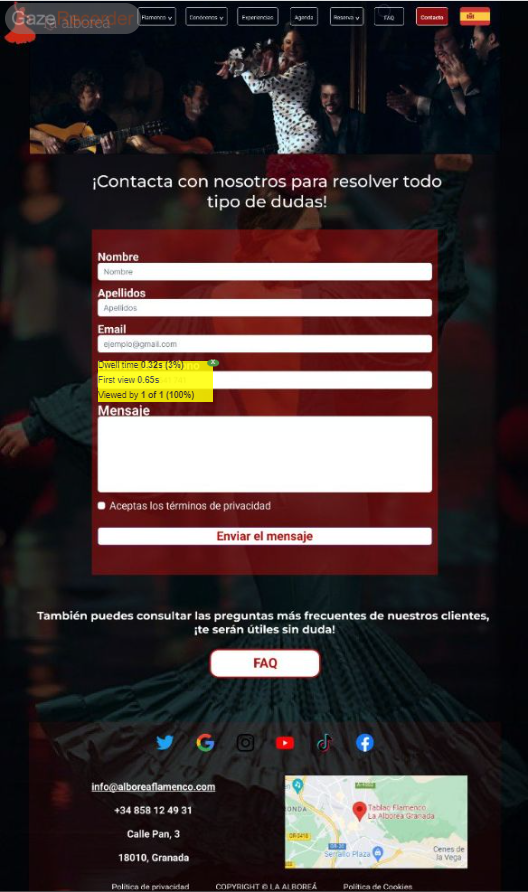 GazeRecorder
la alboreá
Flamenco
Conócenos
Experiencias
Agenda
Reserva
FAQ
Contacto
¡Contacta con nosotros para resolver todo
tipo de dudas!
Nombre
Nombre
Apellidos
Apellidos
Email
ejemplo@gmail.com
Dwell time 0.32s (3%)
no
X
First view 0.65s
Viewed by 1 of 1 (100%)
Mensaje
Aceptas los términos de privacidad
Enviar el mensaje
También puedes consultar las preguntas más frecuentes de nuestros clientes,
¡te serán útiles sin duda!
FAQ
info@alboreaflamenco.com
+34 858 12 49 31
Calle Pan, 3
18010, Granada
ONDA
Tablao Flamenco
La Alboreá Granada
Serrallo Plaza
Cenes de
la Vega
Política de privacidad
COPYRIGHT © LA ALBOREÁ
Política de Cookies